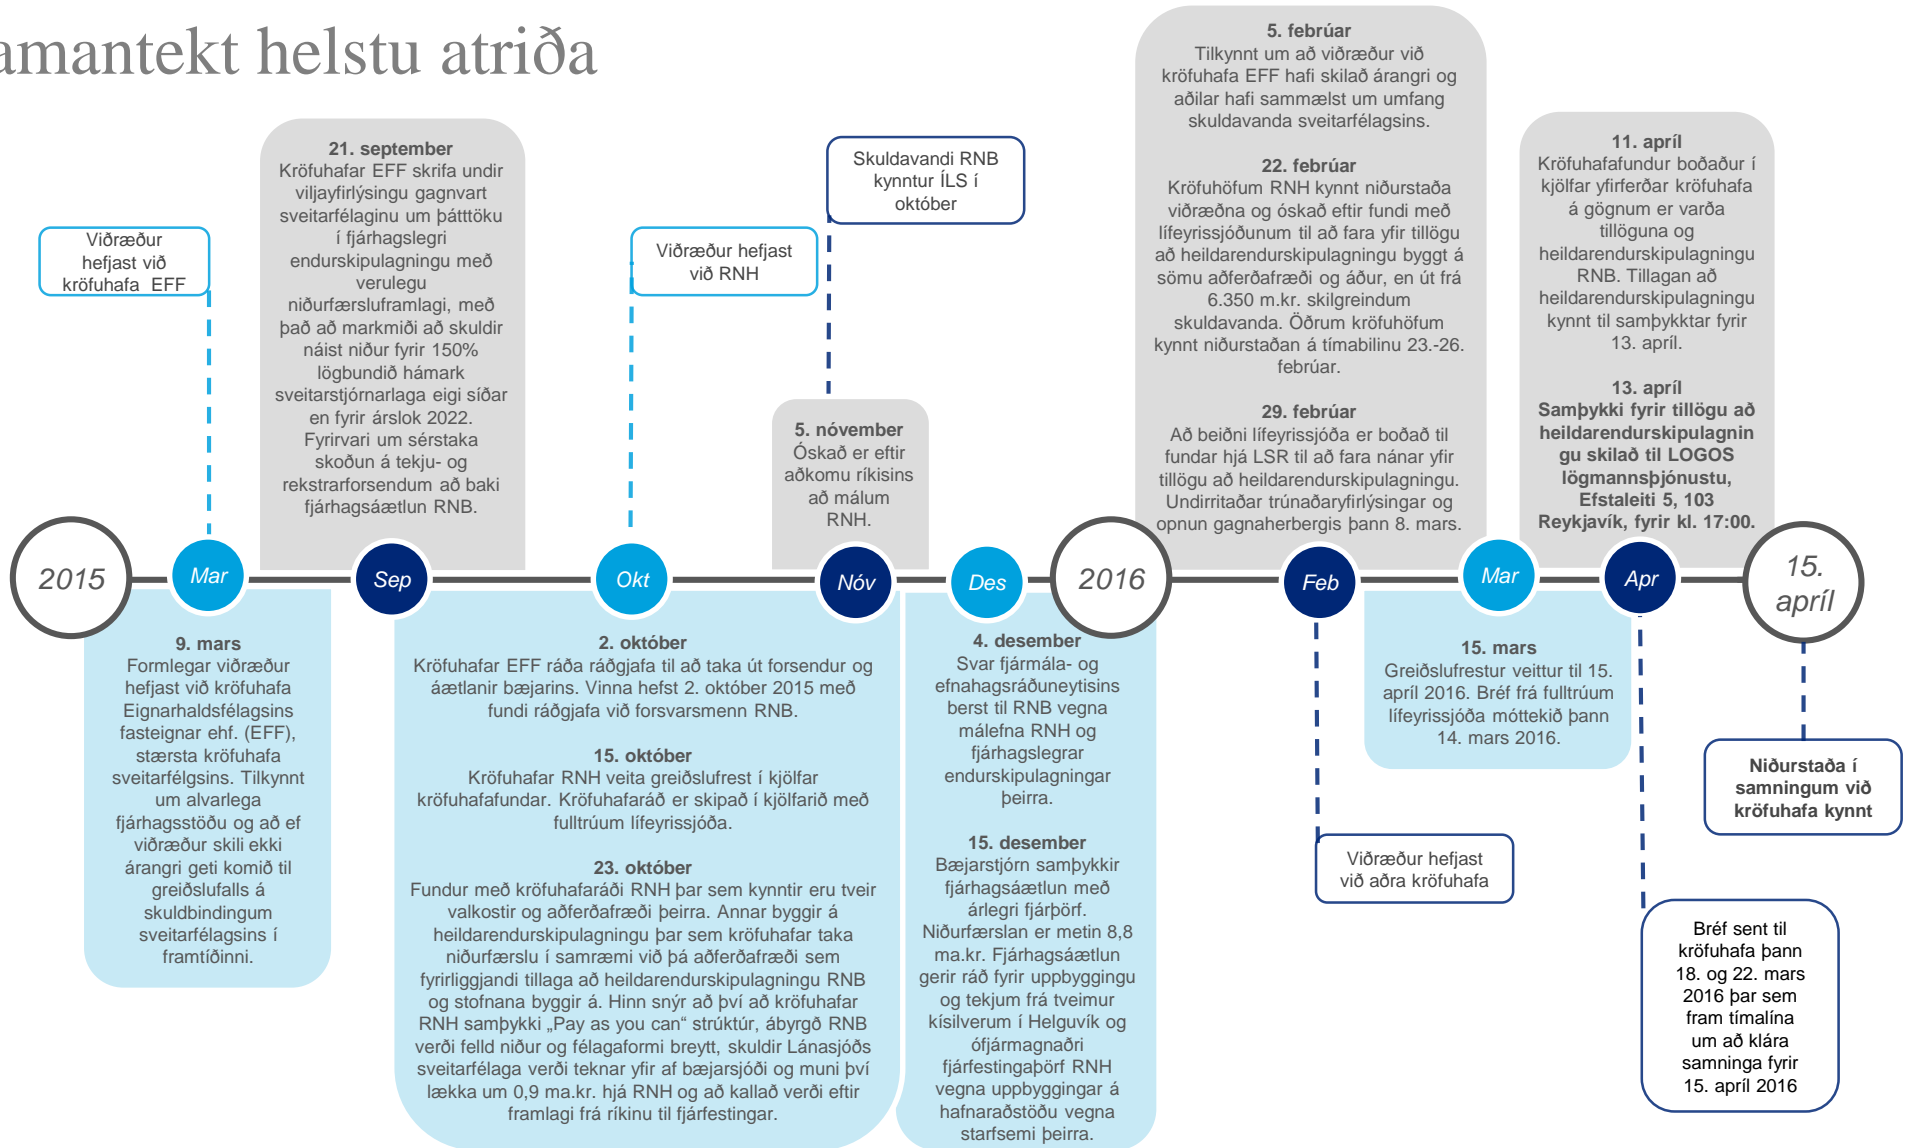 amantekt helstu atriða
Viðræður
hefjast við
kröfuhafa EFF
21. september
Kröfuhafar EFF skrifa undir
viljayfirlýsingu gagnvart
sveitarfélaginu um þátttöku
í fjárhagslegri
endurskipulagningu með
verulegu
niðurfærsluframlagi, með
það að markmiði að skuldir
náist niður fyrir 150%
lögbundið hámark
sveitarstjórnarlaga eigi síðar
en fyrir árslok 2022.
Fyrirvari um sérstaka
skoðun á tekju- og
rekstrarforsendum að baki
fjárhagsáætlun RNB.
Viðræður hefjast
við RNH
Skuldavandi RNB
kynntur ÍLS í
október
5. nóvember
Óskað er eftir
aðkomu ríkisins
að málum
RNH.
5. febrúar
Tilkynnt um að viðræður við
kröfuhafa EFF hafi skilað árangri og
aðilar hafi sammælst um umfang
skuldavanda sveitarfélagsins.
22. febrúar
Kröfuhöfum RNH kynnt niðurstaða
viðræðna og óskað eftir fundi með
lífeyrissjóðunum til að fara yfir tillögu
að heildarendurskipulagningu byggt á
sömu aðferðafræði og áður, en út frá
6.350 m.kr. skilgreindum
skuldavanda. Öðrum kröfuhöfum
kynnt niðurstaðan á tímabilinu 23.-26.
febrúar.
29. febrúar
Að beiðni lífeyrissjóða er boðað til
fundar hjá LSR til að fara nánar yfir
tillögu að heildarendurskipulagningu.
Undirritaðar trúnaðaryfirlýsingar og
opnun gagnaherbergis þann 8. mars.
11. apríl
Kröfuhafafundur boðaður í
kjölfar yfirferðar kröfuhafa
á gögnum er varða
tillöguna og
heildarendurskipulagningu
RNB. Tillagan að
heildarendurskipulagningu
kynnt til samþykktar fyrir
13. apríl.
13. apríl
Samþykki fyrir tillögu að
heildarendurskipulagnin
gu skilað til LOGOS
lögmannsþjónustu,
Efstaleiti 5, 103
Reykjavík, fyrir kl. 17:00.
2015
Mar
Sep
Okt
Nóv
Des
2016
Feb
Mar
Apr
15.
apríl
9. mars
Formlegar viðræður
hefjast við kröfuhafa
Eignarhaldsfélagsins
fasteignar ehf. (EFF),
stærsta kröfuhafa
sveitarfélgsins. Tilkynnt
um alvarlega
fjárhagsstöðu og að ef
viðræður skili ekki
árangri geti komið til
greiðslufalls á
skuldbindingum
sveitarfélagsins í
framtíðinni.
2. október
Kröfuhafar EFF ráða ráðgjafa til að taka út forsendur og
áætlanir bæjarins. Vinna hefst 2. október 2015 með
fundi ráðgjafa við forsvarsmenn RNB.
15. október
Kröfuhafar RNH veita greiðslufrest í kjölfar
kröfuhafafundar. Kröfuhafaráð er skipað í kjölfarið með
fulltrúum lífeyrissjóða.
23. október
Fundur með kröfuhafaráði RNH þar sem kynntir eru tveir
valkostir og aðferðafræði þeirra. Annar byggir á
heildarendurskipulagningu þar sem kröfuhafar taka
niðurfærslu í samræmi við þá aðferðafræði sem
fyrirliggjandi tillaga að heildarendurskipulagningu RNB
og stofnana byggir á. Hinn snýr að því að kröfuhafar
RNH samþykki „Pay as you can“ strúktúr, ábyrgð RNB
verði felld niður og félagaformi breytt, skuldir Lánasjóðs
sveitarfélaga verði teknar yfir af bæjarsjóði og muni því
lækka um 0,9 ma.kr. hjá RNH og að kallað verði eftir
framlagi frá ríkinu til fjárfestingar.
4. desember
Svar fjármála- og
efnahagsráðuneytisins
berst til RNB vegna
málefna RNH og
fjárhagslegrar
endurskipulagningar
þeirra.
15. desember
Bæjarstjórn samþykkir
fjárhagsáætlun með
árlegri fjárþörf.
Niðurfærslan er metin 8,8
ma.kr. Fjárhagsáætlun
gerir ráð fyrir uppbyggingu
og tekjum frá tveimur
kísilverum í Helguvík og
ófjármagnaðri
fjárfestingaþörf RNH
vegna uppbyggingar á
hafnaraðstöðu vegna
starfsemi þeirra.
Viðræður hefjast
við aðra kröfuhafa
15. mars
Greiðslufrestur veittur til 15.
apríl 2016. Bréf frá fulltrúum
lífeyrissjóða móttekið þann
14. mars 2016.
Bréf sent til
kröfuhafa þann
18. og 22. mars
2016 þar sem
fram tímalína
um að klára
samninga fyrir
15. apríl 2016
Niðurstaða í
samningum við
kröfuhafa kynnt